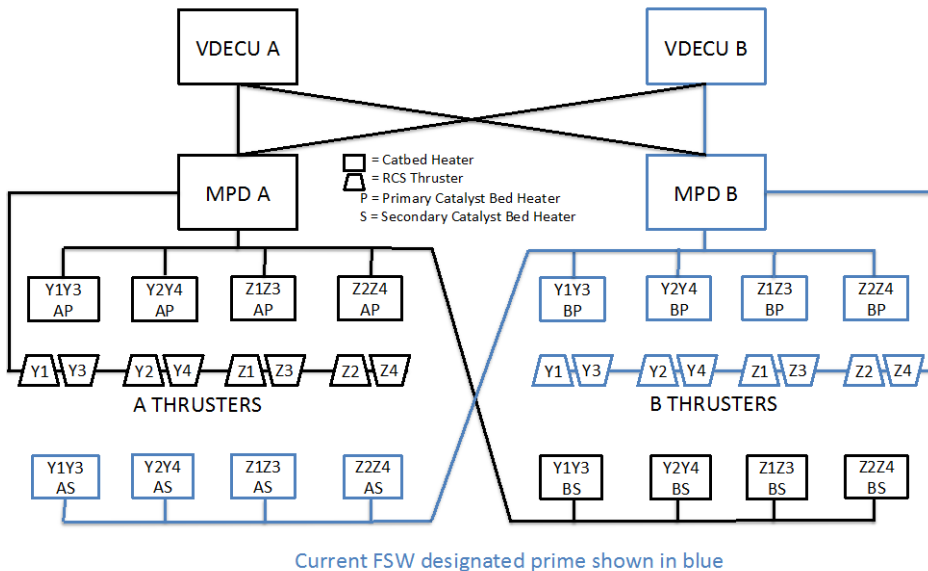 VDECU A
VDECU B
MPD A
= Catbed Heater
= RCS Thruster
P = Primary Catalyst Bed Heater
S = Secondary Catalyst Bed Heater
MPD B
Y1Y3
AP
Y2Y4
AP
Z1Z3
AP
Z2Z4
AP
Y1Y3
BP
Y2Y4
BP
Z1Z3
BP
Z2Z4
BP
Y1 Y3 Y2 Y4 Z1 Z3 Z2 Z4
Y1 Y3 Y2 Y4 Z1 Z3 Z2 Z4
A THRUSTERS
B THRUSTERS
Y1Y3
AS
Y2Y4
AS
Z1Z3
AS
Z2Z4
AS
Y1Y3
BS
Y2Y4
BS
Z1Z3
BS
Z2Z4
BS
Current FSW designated prime shown in blue